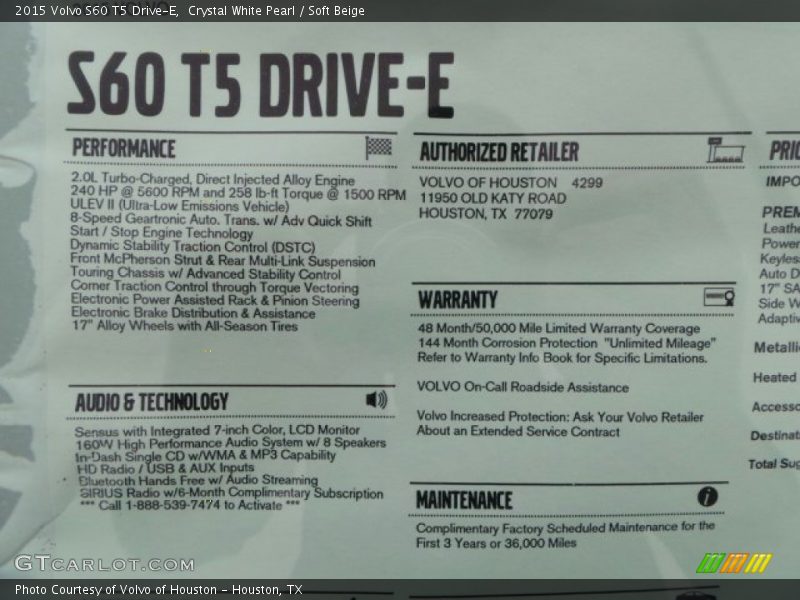 2015 Volvo S60 T5 Drive-E, Crystal White Pearl / Soft Beige
S60 T5 DRIVE-E
PERFORMANCE
2.0L Turbo-Charged, Direct Injected Alloy Engine
240 HP @ 5600 RPM and 258 lb-ft Torque @ 1500 RPM
ULEV II (Ultra-Low Emissions Vehicle)
8-Speed Geartronic Auto. Trans. w/ Adv Quick Shift
Start / Stop Engine Technology
Dynamic Stability Traction Control (DSTC)
Front McPherson Strut & Rear Multi-Link Suspension
Touring Chassis w/ Advanced Stability Control
Corner Traction Control through Torque Vectoring
Electronic Power Assisted Rack & Pinion Steering
Electronic Brake Distribution & Assistance
17" Alloy Wheels with All-Season Tires
AUDIO & TECHNOLOGY
Sensus with Integrated 7-inch Color, LCD Monitor
160W High Performance Audio System w/ 8 Speakers
In-Dash Single CD w/WMA & MP3 Capability
HD Radio / USB & AUX Inputs
Bluetooth Hands Free w/ Audio Streaming
SIRIUS Radio w/6-Month Complimentary Subscription
*** Call 1-888-539-7474 to Activate ***
AUTHORIZED RETAILER
VOLVO OF HOUSTON 4299
11950 OLD KATY ROAD
HOUSTON, TX 77079
WARRANTY
48 Month/50,000 Mile Limited Warranty Coverage
144 Month Corrosion Protection "Unlimited Mileage"
Refer to Warranty Info Book for Specific Limitations.
VOLVO On-Call Roadside Assistance
Volvo Increased Protection: Ask Your Volvo Retailer
About an Extended Service Contract
MAINTENANCE
Complimentary Factory Scheduled Maintenance for the
First 3 Years or 36,000 Miles
PRIC
IMPO
PREM
Leathe
Power
Keyless
Auto D
17" SA
Side W
Adaptiv
Metalli
Heated
Accesso
Destinat
Total Sug
GTCARLOT.COM
Photo Courtesy of Volvo of Houston - Houston, TX